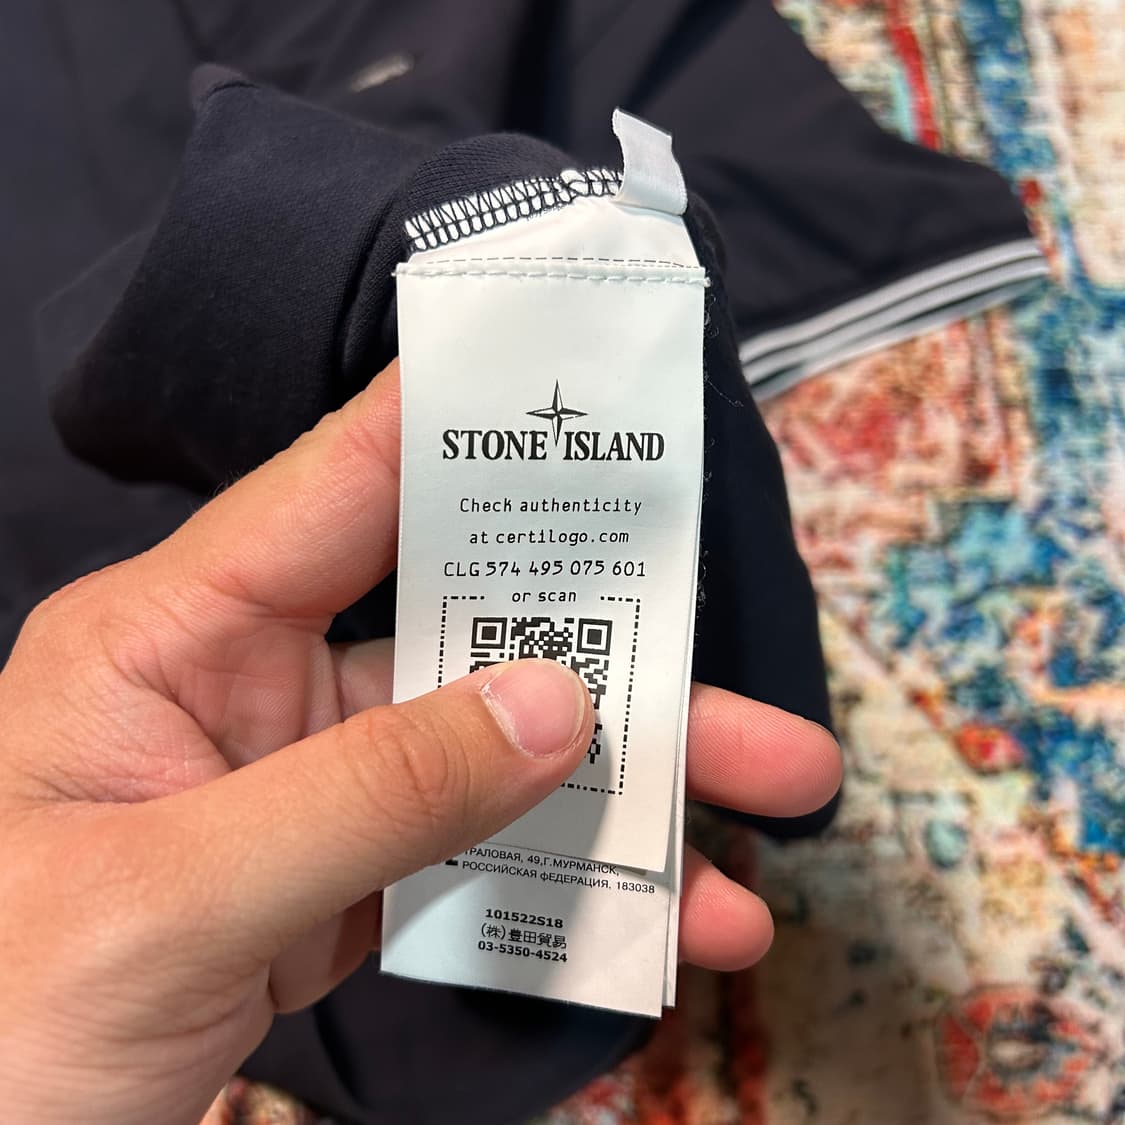 STONE ISLAND
Check authenticity
at certilogo.com
CLG 574 495 075 601
or scan
ТРАЛОВАЯ, 49,Г.МУРМАНСК,
РОССИЙСКАЯ ФЕДЕРАЦИЯ, 183038
101522S18
(株)豊田貿易
03-5350-4524